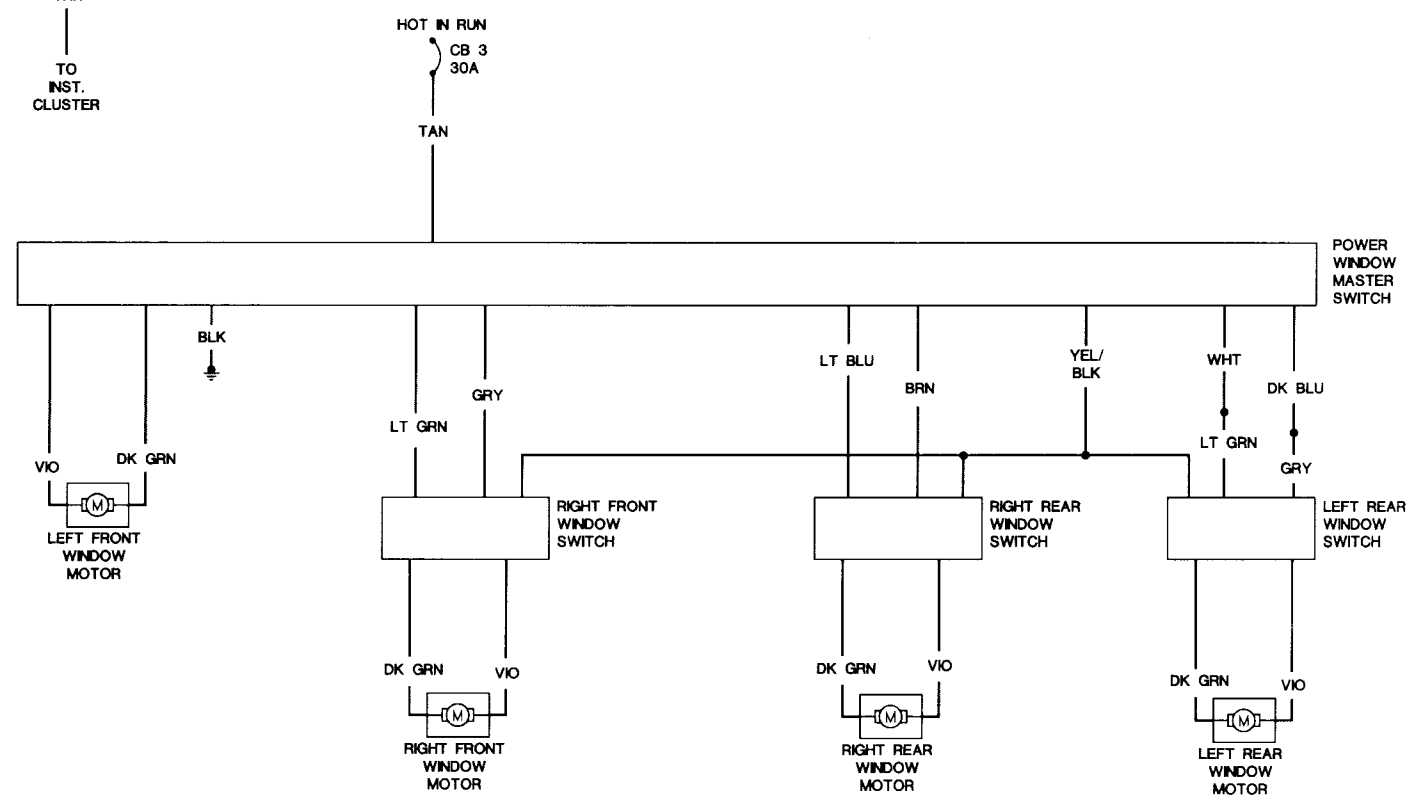 TO
INST.
CLUSTER
HOT IN RUN
CB 3
30A
TAN
POWER
WINDOW
MASTER
SWITCH
BLK
LT BLU
YEL/
BLK
WHT
GRY
BRN
DK BLU
LT GRN
LT GRN
VIO
DK GRN
GRY
M
LEFT FRONT
WINDOW
MOTOR
RIGHT FRONT
WINDOW
SWITCH
RIGHT REAR
WINDOW
SWITCH
LEFT REAR
WINDOW
SWITCH
DK GRN
VIO
DK GRN
VIO
DK GRN
VIO
M
RIGHT FRONT
WINDOW
MOTOR
M
RIGHT REAR
WINDOW
MOTOR
M
LEFT REAR
WINDOW
MOTOR